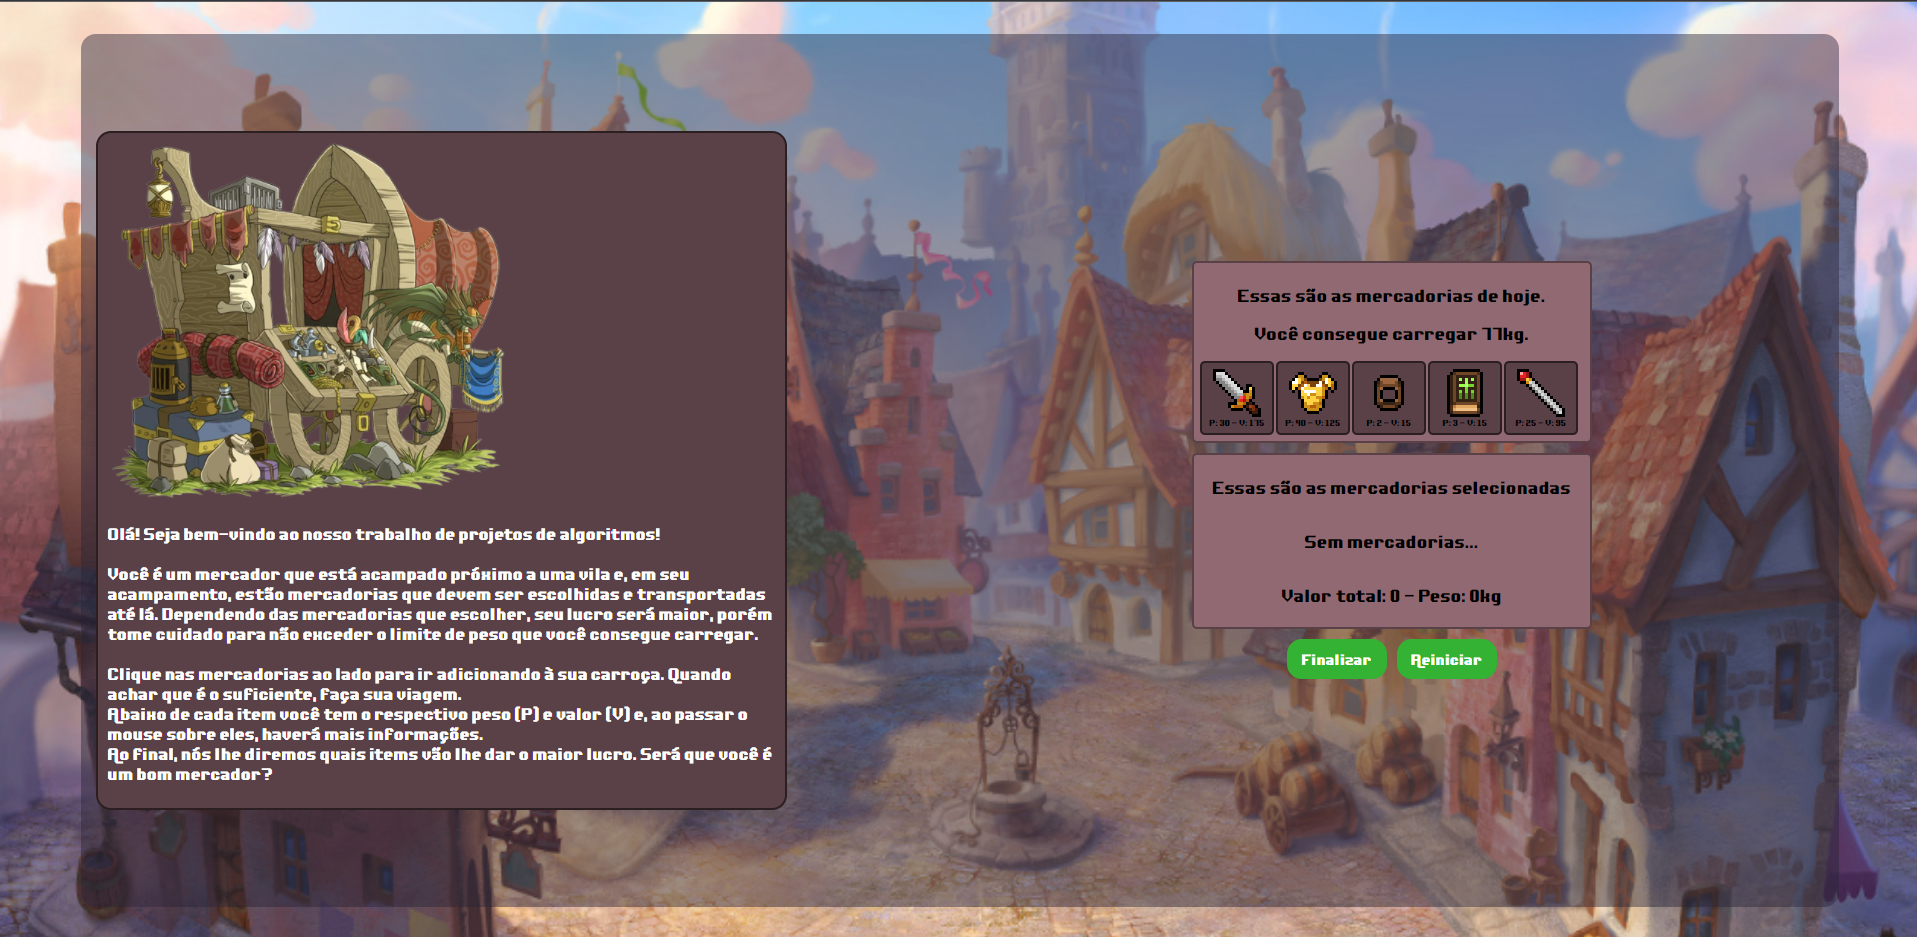 Olá! Seja bem-vindo ao nosso trabalho de projetos de algoritmos!
Você é um mercador que está acampado próximo a uma vila e, em seu
acampamento, estão mercadorias que devem ser escolhidas e transportadas
até lá. Dependendo das mercadorias que escolher, seu lucro será maior, porém
tome cuidado para não exceder o limite de peso que você consegue carregar.
Clique nas mercadorias ao lado para ir adicionando à sua carroça. Quando
achar que é o suficiente, faça sua viagem.
Abaixo de cada item você tem o respectivo peso (P) e valor (V) e, ao passar o
mouse sobre eles, haverá mais informações.
Ao final, nós lhe diremos quais items vão lhe dar o maior lucro. Será que você é
um bom mercador?
Essas são as mercadorias de hoje.
Você consegue carregar 77kg.
P: 30 - V: 175
P: 40 - V: 125
P: 2 - V: 15
P: 3 - V: 15
P: 25 - V: 95
Essas são as mercadorias selecionadas
Sem mercadorias...
Valor total: 0 - Peso: 0kg
Finalizar
Reiniciar